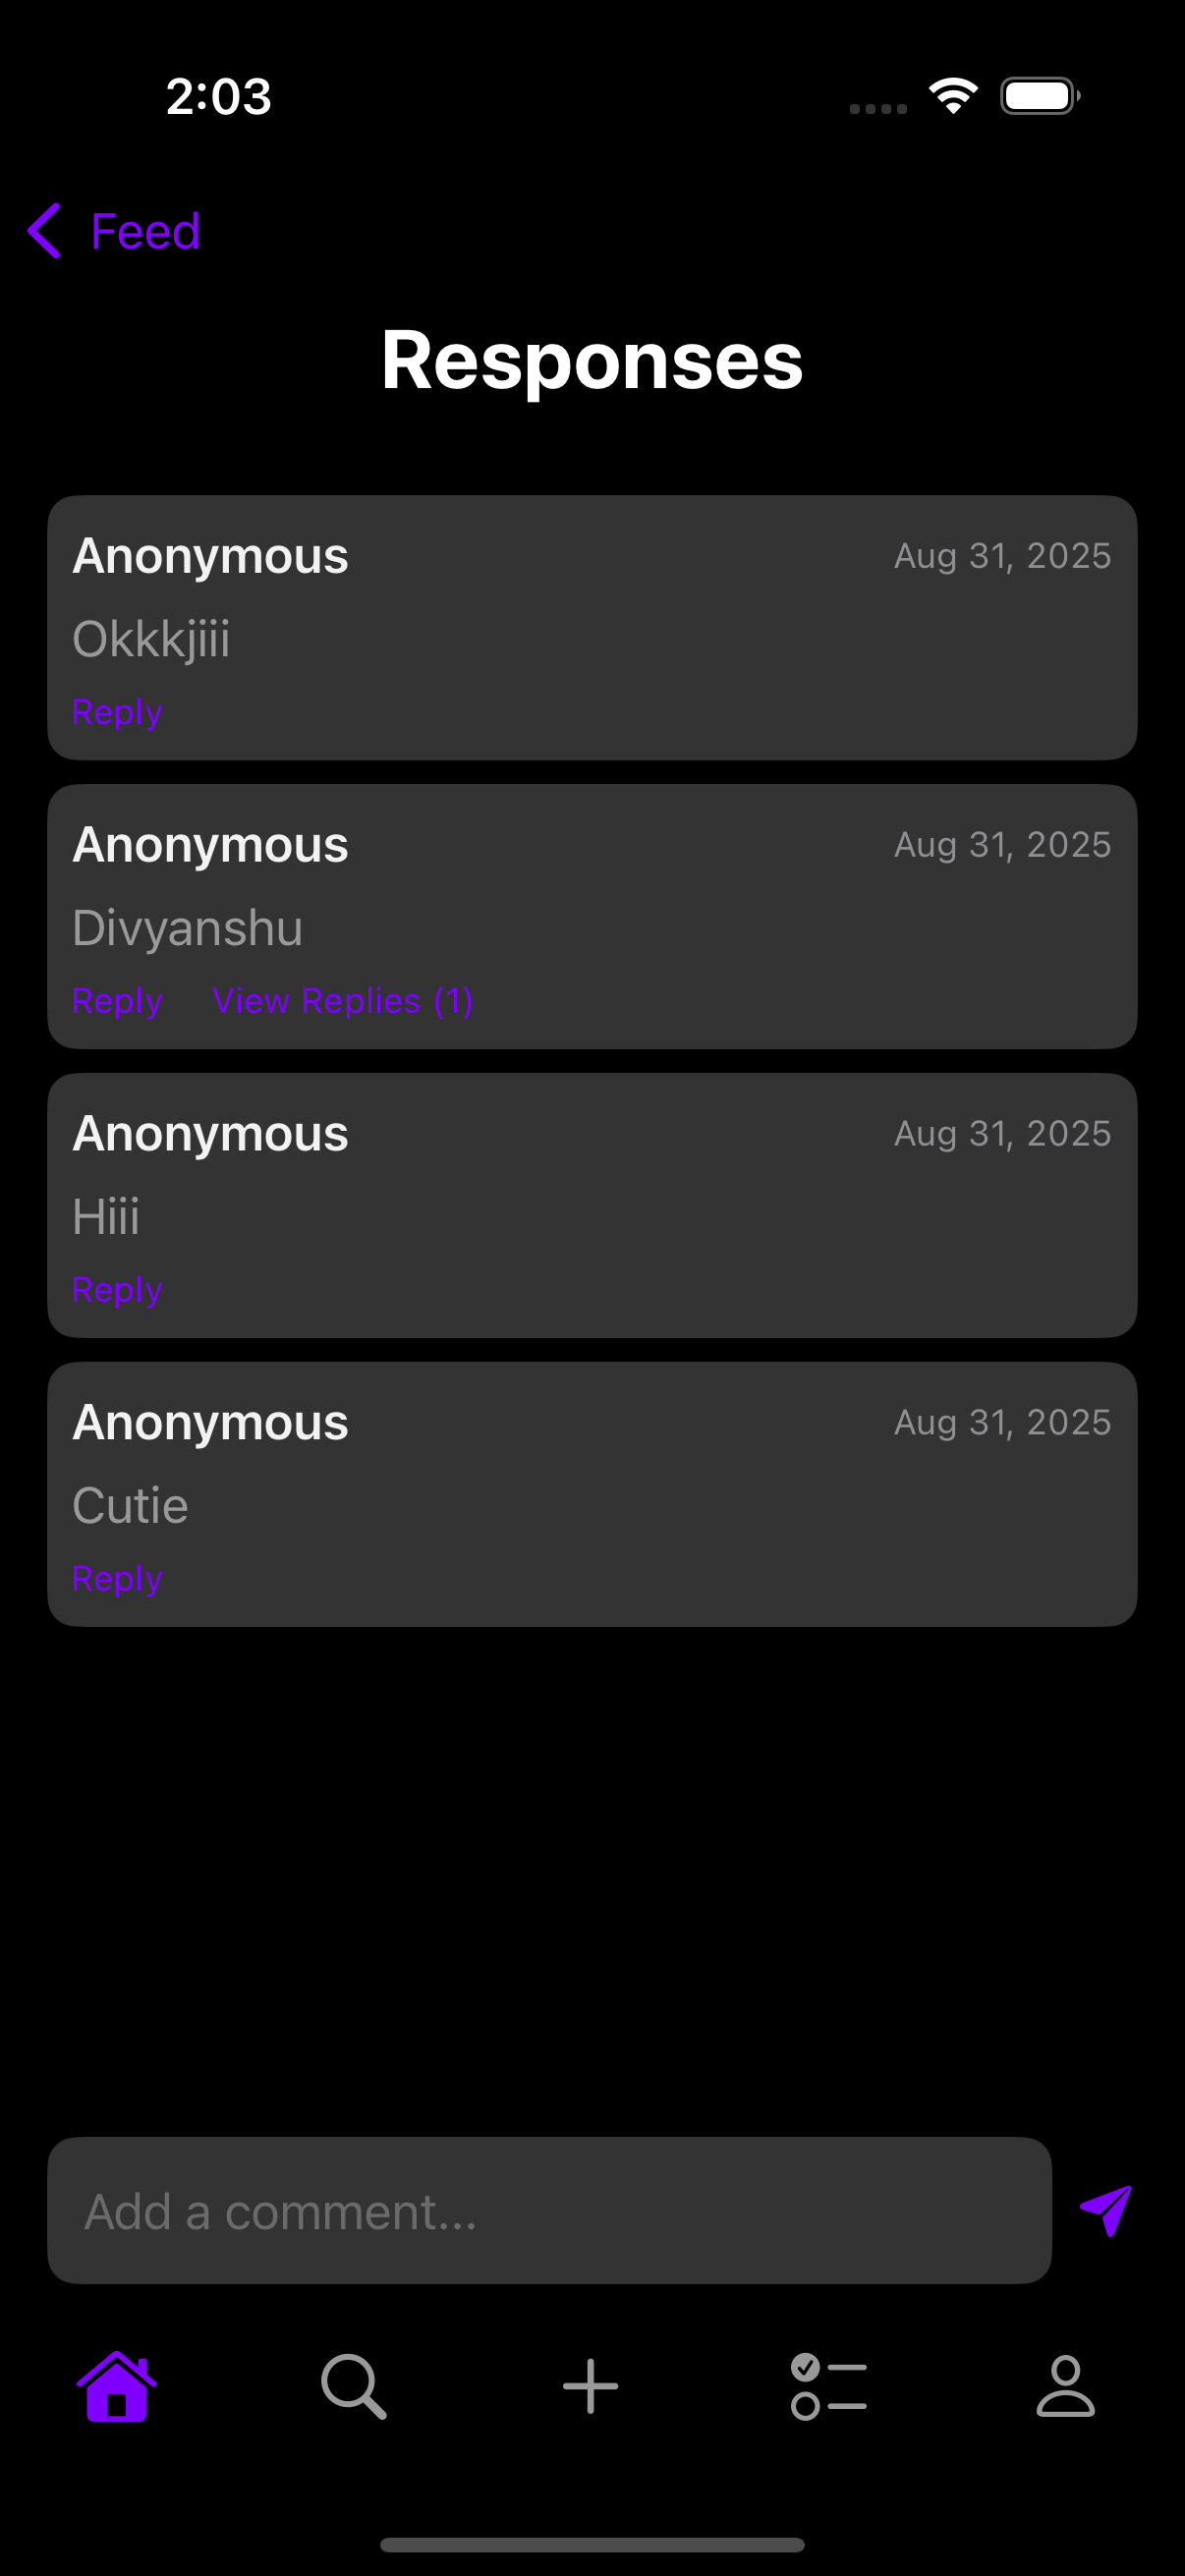 2:03
Feed
Responses
Anonymous Aug 31, 2025
Okkkjiii
Reply
Anonymous Aug 31, 2025
Divyanshu
Reply View Replies (1)
Anonymous Aug 31, 2025
Hiii
Reply
Anonymous Aug 31, 2025
Cutie
Reply
Add a comment...